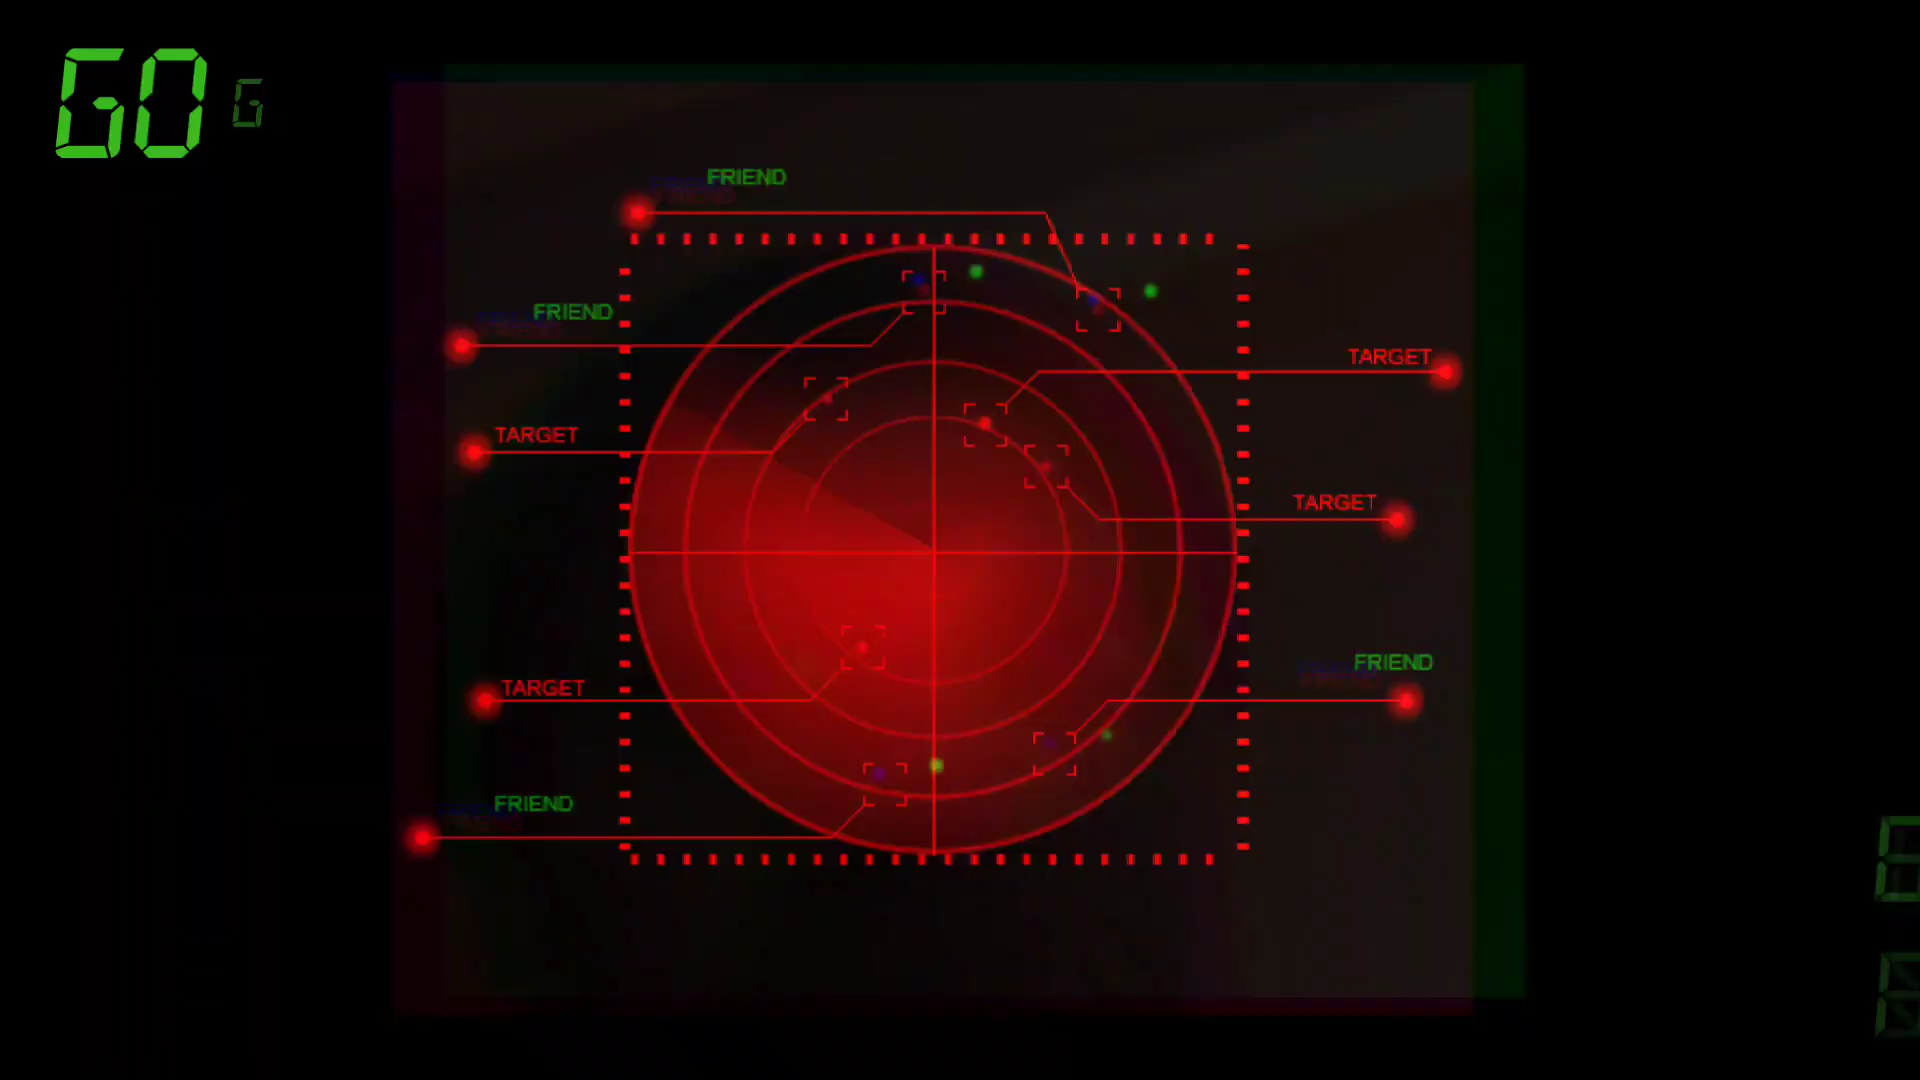 GO G
FRIEND
FRIEND
TARGET
TARGET
TARGET
FRIEND
TARGET
FRIEND